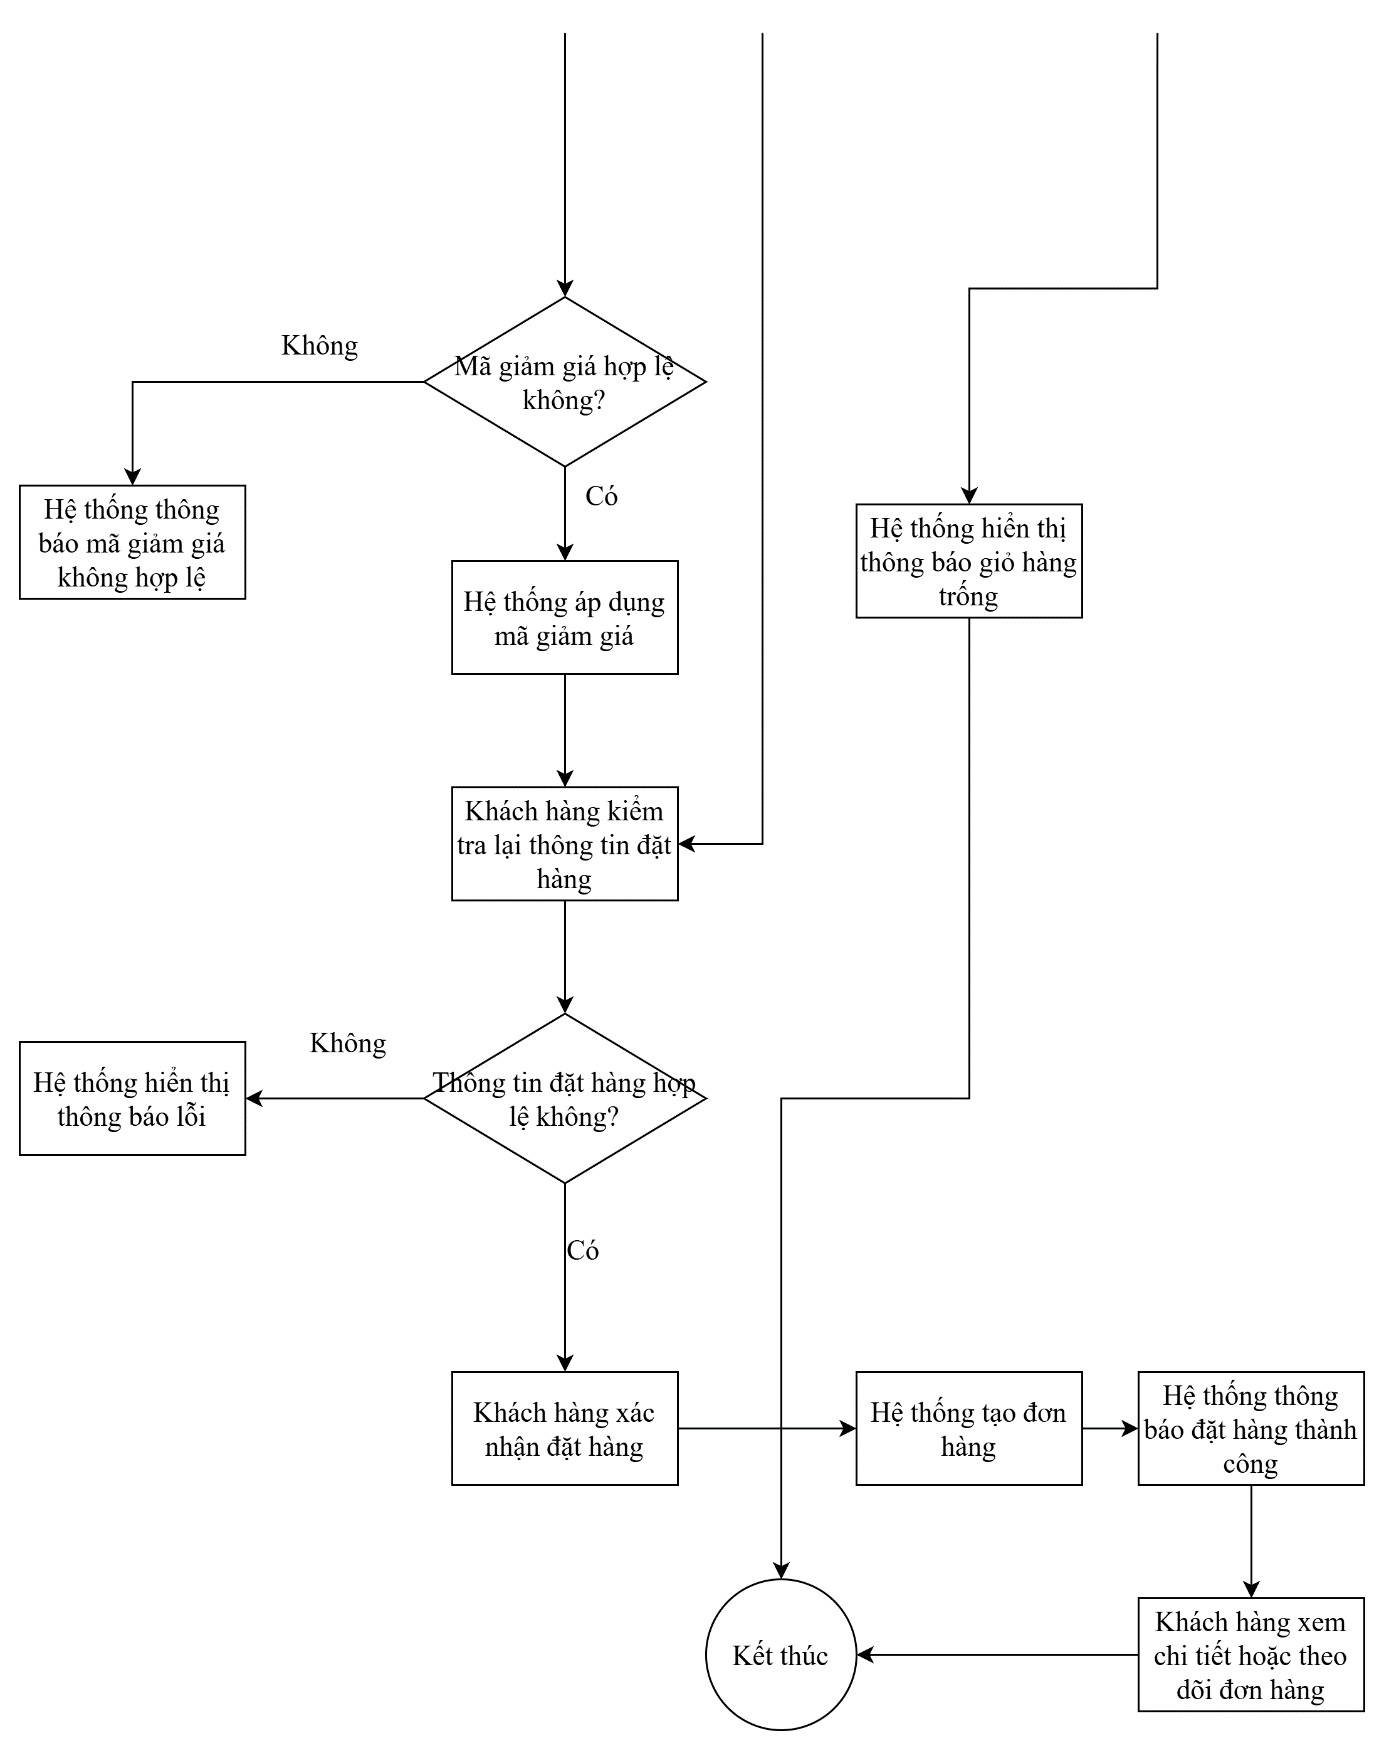 Không
Mã giảm giá hợp lệ
không?
Có
Hệ thống thông
báo mã giảm giá
không hợp lệ
Hệ thống hiển thị
thông báo giỏ hàng
trống
Hệ thống áp dụng
mã giảm giá
Khách hàng kiểm
tra lại thông tin đặt
hàng
Không
Hệ thống hiển thị
thông báo lỗi
Thông tin đặt hàng hợp
lệ không?
Có
Khách hàng xác
nhận đặt hàng
Hệ thống tạo đơn
hàng
Hệ thống thông
báo đặt hàng thành
công
Kết thúc
Khách hàng xem
chi tiết hoặc theo
dõi đơn hàng